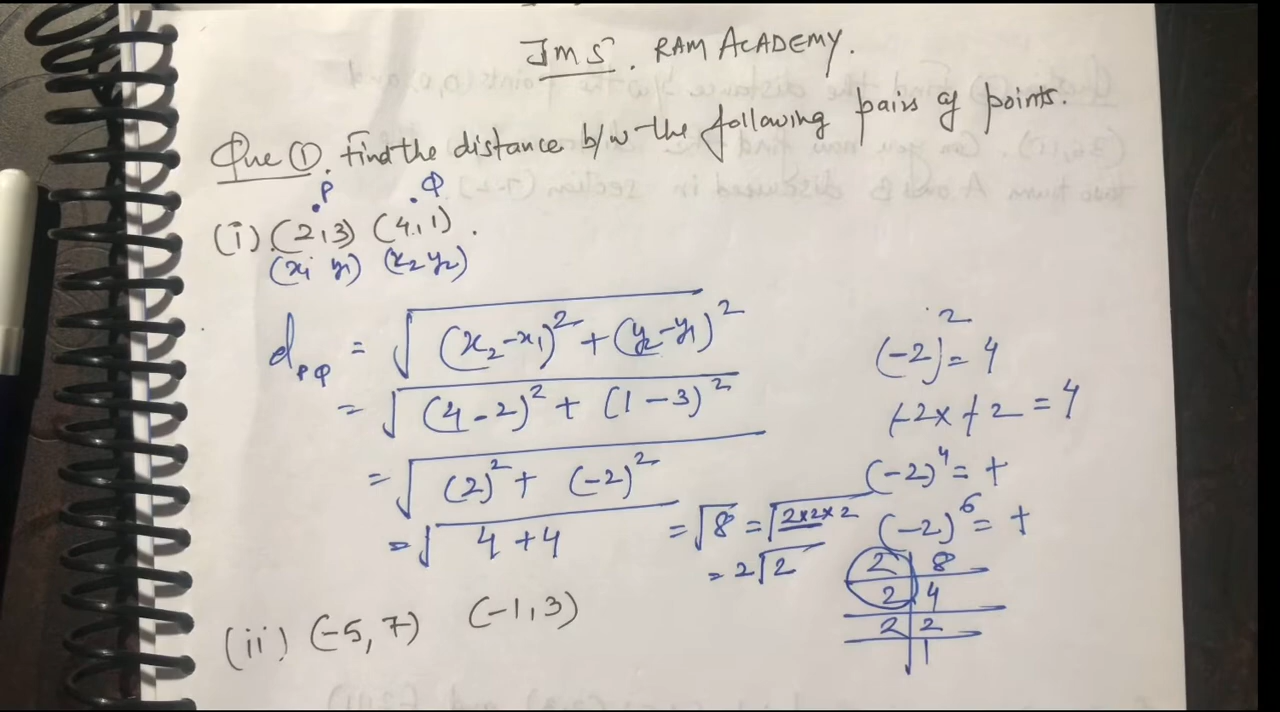 JMS. RAM ACADEMY.
Que ①. Find the distance b/w the following pairs of points.
.P .Q
(i) (2,3) (4,1).
(x₁ y₁) (x₂ y₂)
d_PQ = √((x₂-x₁)² + (y₂-y₁)²)
= √((4-2)² + (1-3)²)
= √((2)² + (-2)²)
= √(4+4) = √8 = √(2×2×2)
= 2√2
(-2)² = 4
-2x-2 = 4
(-2)⁴ = +
(-2)⁶ = +
2 | 8
2 | 4
2 | 2
| 1
(ii) (-5,7) (-1,3)